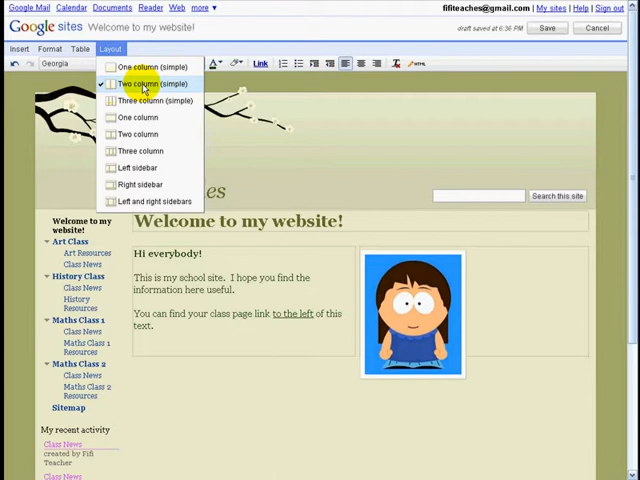 Google Mail Calendar Documents Reader Web more ▼ fifiteaches@gmail.com | My sites | Help | Sign out
Google sites Welcome to my website! draft saved at 6:36 PM Save Cancel
Insert Format Table Layout
Georgia A Link HTML
One column (simple)
Two column (simple)
Three column (simple)
One column
Two column
Three column
Left sidebar
Right sidebar
Left and right sidebars
es
Search this site
Welcome to my website!
Art Class
Art Resources
Class News
History Class
Class News
History Resources
Maths Class 1
Class News
Maths Class 1 Resources
Maths Class 2
Class News
Maths Class 2 Resources
Sitemap
My recent activity
Class News
created by Fifi
Teacher
Class News
Welcome to my website!
Hi everybody!
This is my school site. I hope you find the
information here useful.
You can find your class page link to the left of this
text.